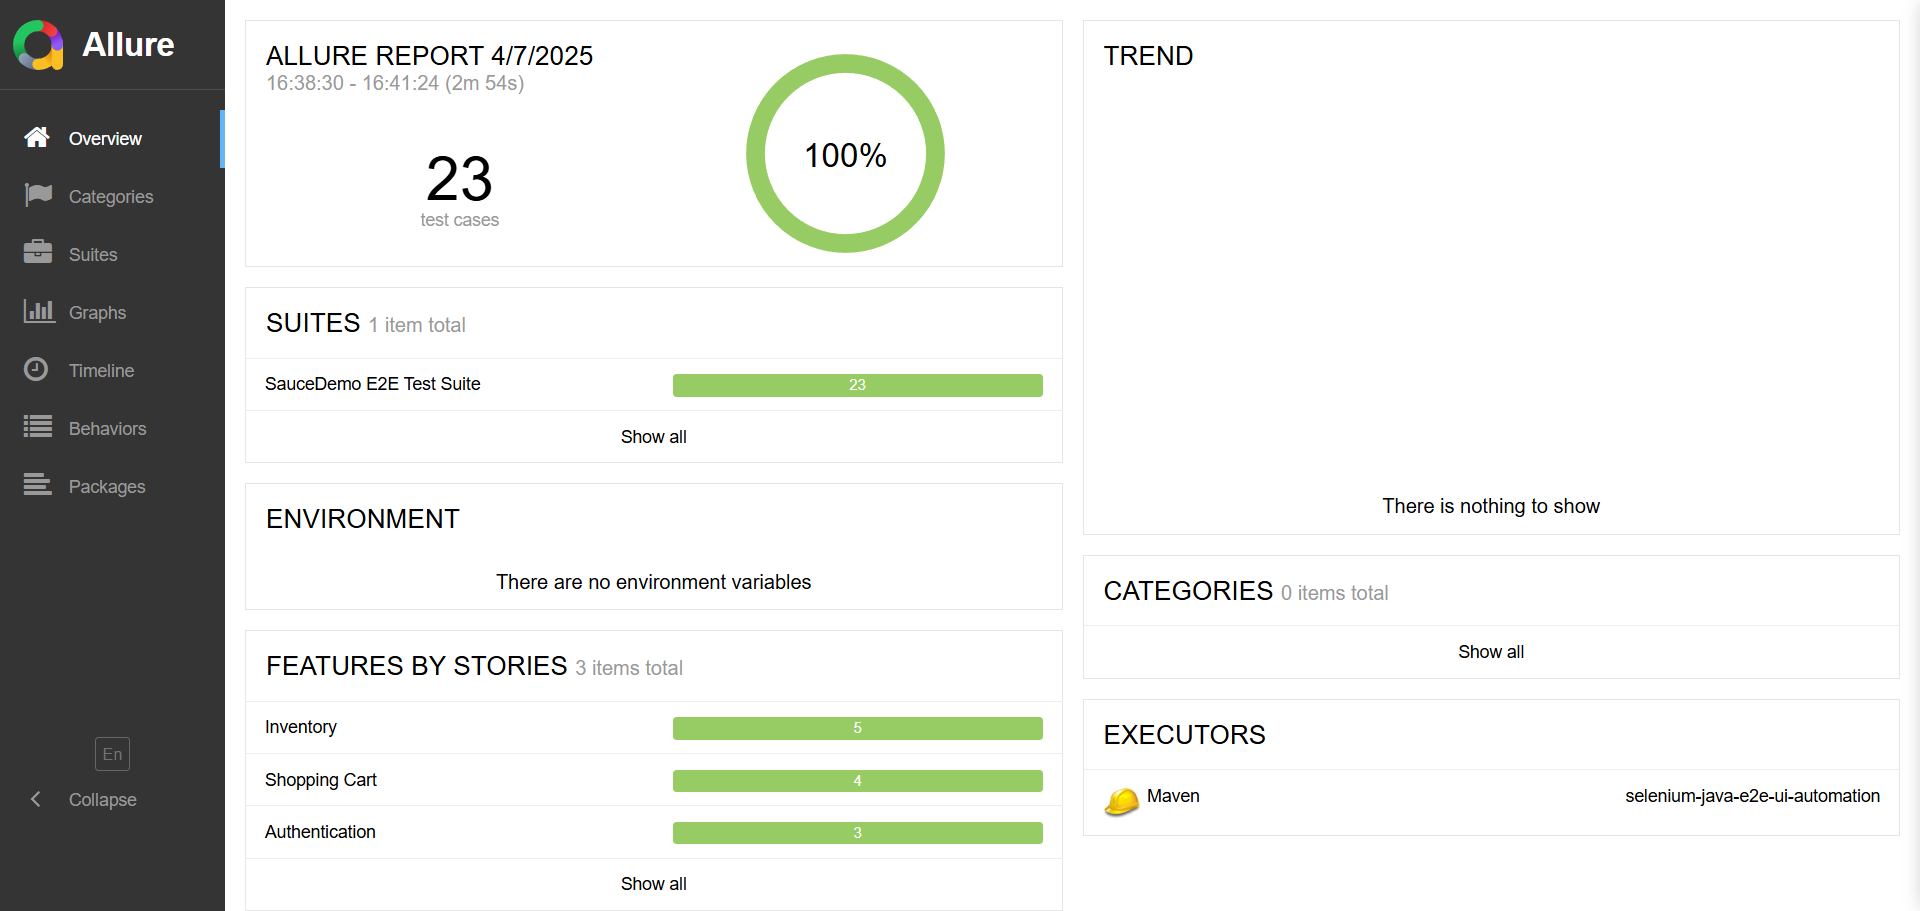 Allure
Overview
Categories
Suites
Graphs
Timeline
Behaviors
Packages
En
Collapse
ALLURE REPORT 4/7/2025
16:38:30 - 16:41:24 (2m 54s)
23
test cases
100%
SUITES 1 item total
SauceDemo E2E Test Suite 23
Show all
ENVIRONMENT
There are no environment variables
FEATURES BY STORIES 3 items total
Inventory 5
Shopping Cart 4
Authentication 3
Show all
TREND
There is nothing to show
CATEGORIES 0 items total
Show all
EXECUTORS
Maven selenium-java-e2e-ui-automation